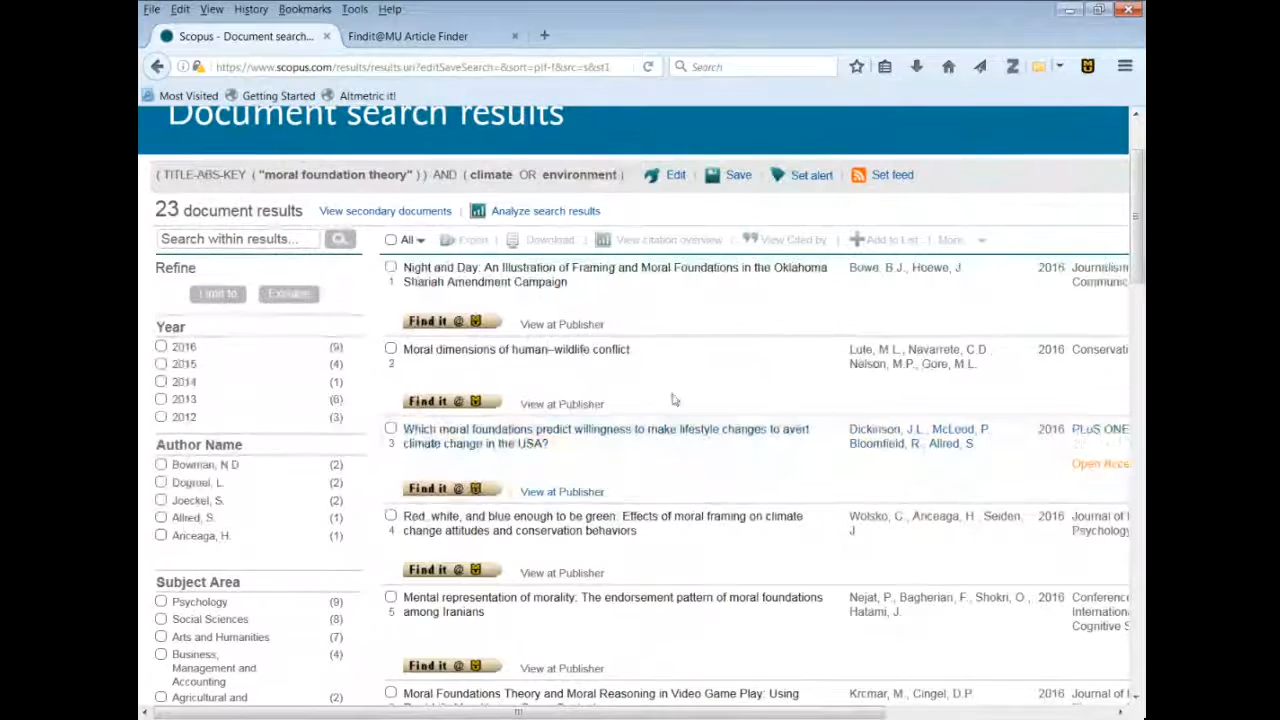 File Edit View History Bookmarks Tools Help
Scopus - Document search... × Findit@MU Article Finder × +
https://www.scopus.com/results/results.uri?editSaveSearch=&sort=plf-f&src=s&st1 Search
Most Visited Getting Started Altmetric it!
Document search results
( TITLE-ABS-KEY ( "moral foundation theory" ) ) AND ( climate OR environment ) Edit Save Set alert Set feed
23 document results View secondary documents Analyze search results
Search within results... All Export Download View citation overview View Cited by Add to List More...
Refine
Limit to Exclude
Year
2016 (9)
2015 (4)
2014 (1)
2013 (6)
2012 (3)
Author Name
Bowman, N.D. (2)
Dogruel, L. (2)
Joeckel, S. (2)
Allred, S. (1)
Ariceaga, H. (1)
Subject Area
Psychology (9)
Social Sciences (8)
Arts and Humanities (7)
Business, (4)
Management and
Accounting
Agricultural and (2)
1 Night and Day: An Illustration of Framing and Moral Foundations in the Oklahoma Bowe, B.J., Hoewe, J. 2016 Journalism
Shariah Amendment Campaign Communic
Find it @ View at Publisher
2 Moral dimensions of human–wildlife conflict Lute, M.L., Navarrete, C.D., 2016 Conservati
Nelson, M.P., Gore, M.L.
Find it @ View at Publisher
3 Which moral foundations predict willingness to make lifestyle changes to avert Dickinson, J.L., McLeod, P., 2016 PLoS ONE
climate change in the USA? Bloomfield, R., Allred, S.
Open Acce
Find it @ View at Publisher
4 Red, white, and blue enough to be green: Effects of moral framing on climate Wolsko, C., Ariceaga, H., Seiden, 2016 Journal of
change attitudes and conservation behaviors J. Psychology
Find it @ View at Publisher
5 Mental representation of morality: The endorsement pattern of moral foundations Nejat, P., Bagherian, F., Shokri, O., 2016 Conference
among Iranians Hatami, J. Internation
Cognitive S
Find it @ View at Publisher
Moral Foundations Theory and Moral Reasoning in Video Game Play: Using Krcmar, M., Cingel, D.P. 2016 Journal of